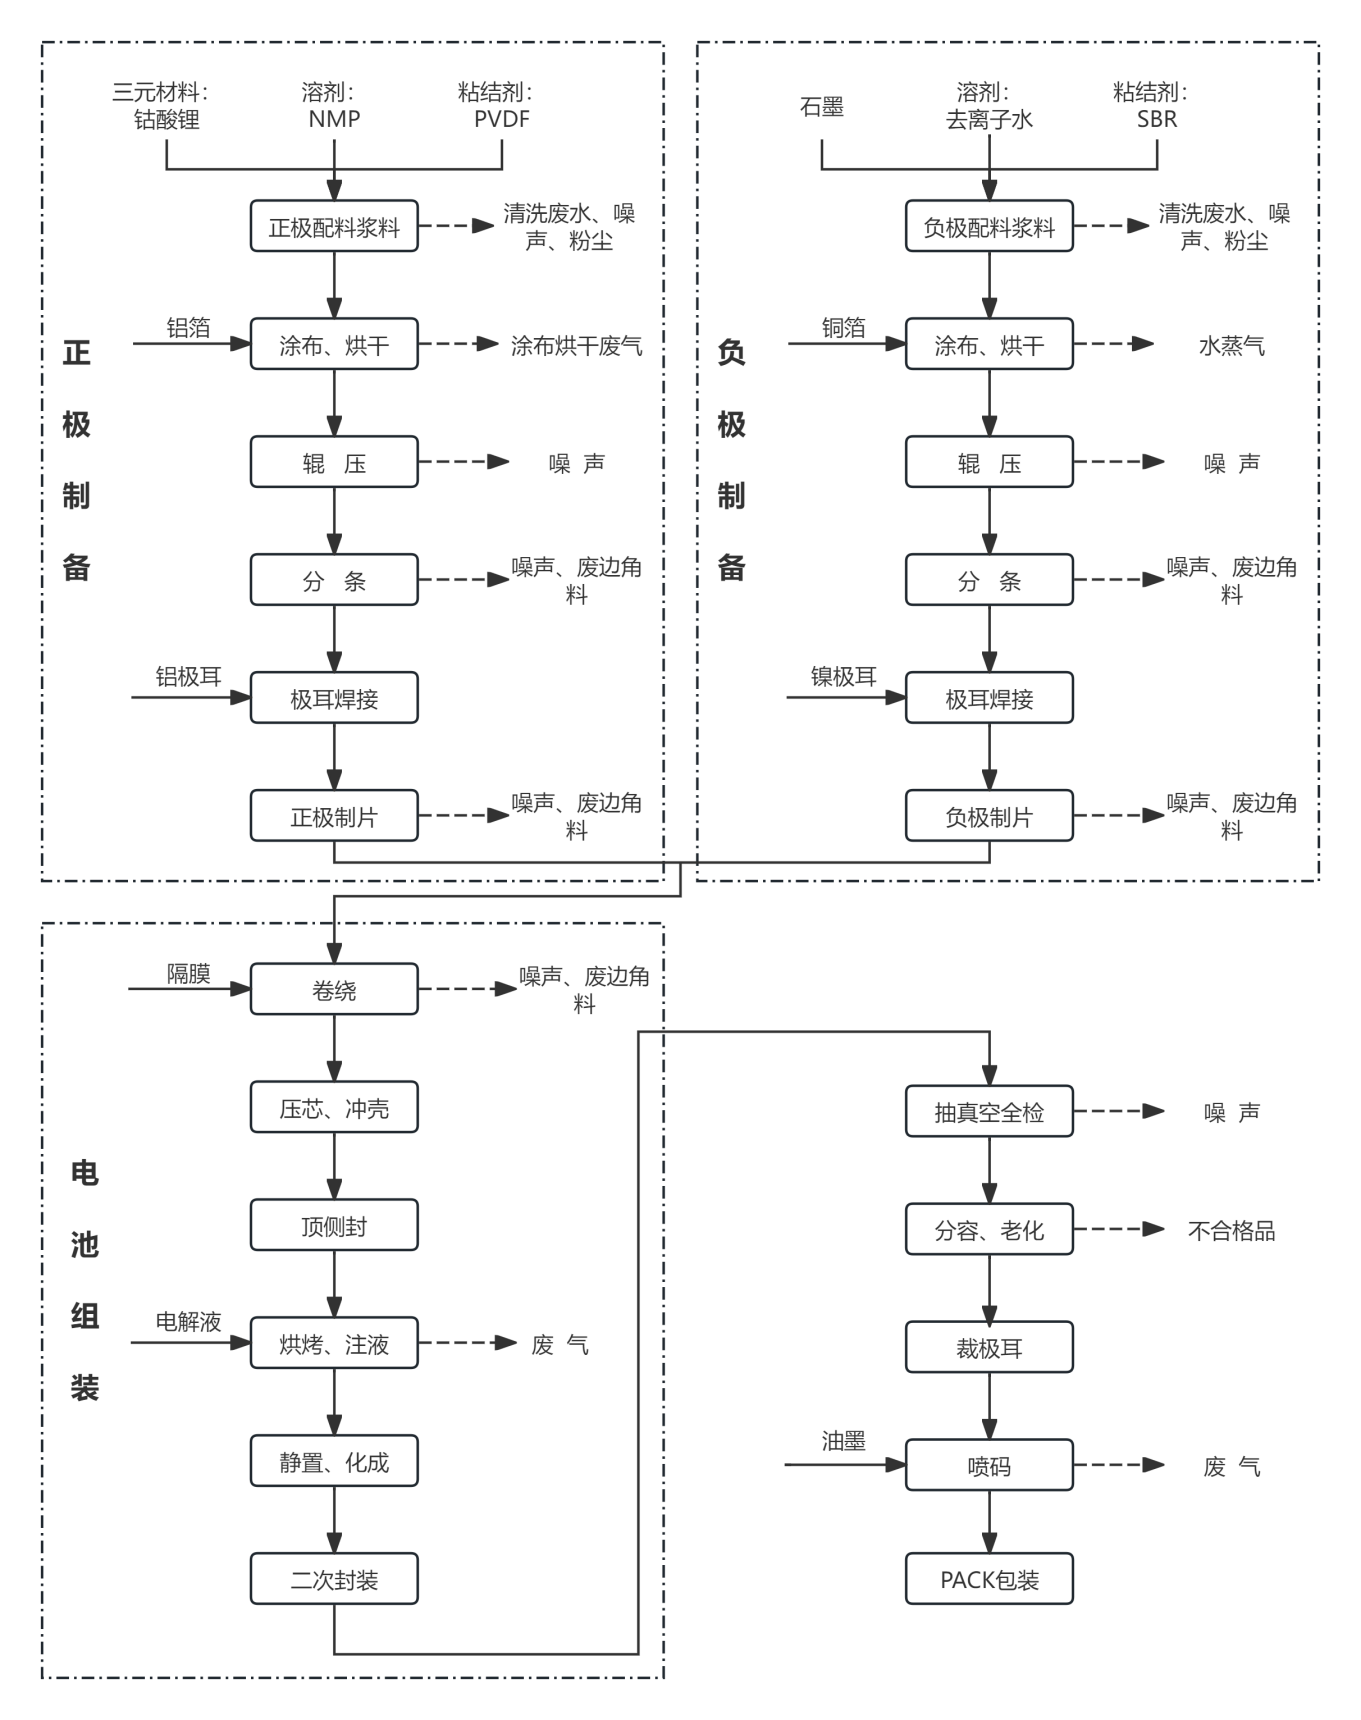 三元材料：
钴酸锂
溶剂：
NMP
粘结剂：
PVDF
正极配料浆料
清洗废水、噪
声、粉尘
铝箔
涂布、烘干
涂布烘干废气
辊 压
噪 声
分 条
噪声、废边角
料
铝极耳
极耳焊接
正极制片
噪声、废边角
料
正
极
制
备
石墨
溶剂：
去离子水
粘结剂：
SBR
负极配料浆料
清洗废水、噪
声、粉尘
铜箔
涂布、烘干
水蒸气
辊 压
噪 声
分 条
噪声、废边角
料
镍极耳
极耳焊接
负极制片
噪声、废边角
料
负
极
制
备
隔膜
卷绕
噪声、废边角
料
压芯、冲壳
顶侧封
电解液
烘烤、注液
废 气
静置、化成
二次封装
电
池
组
装
抽真空全检
噪 声
分容、老化
不合格品
裁极耳
油墨
喷码
废 气
PACK包装